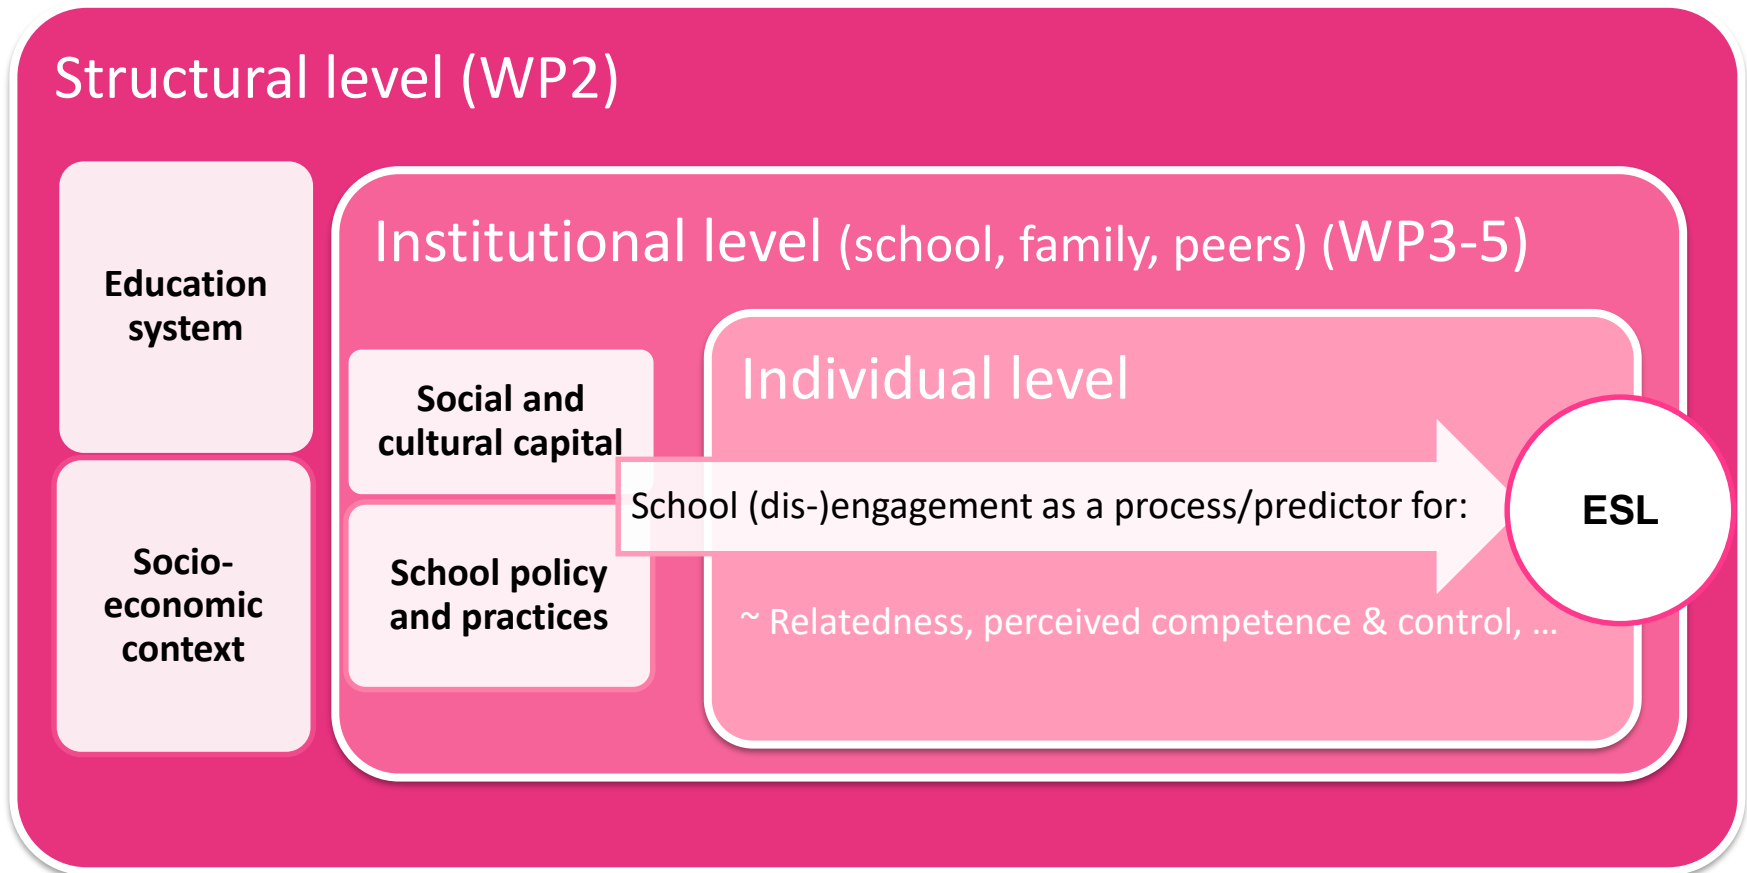 Structural level (WP2)
Education
system
Socio-
economic
context
Institutional level (school, family, peers) (WP3-5)
Social and
cultural capital
School policy
and practices
Individual level
School (dis-)engagement as a process/predictor for:
~ Relatedness, perceived competence & control, ...
ESL